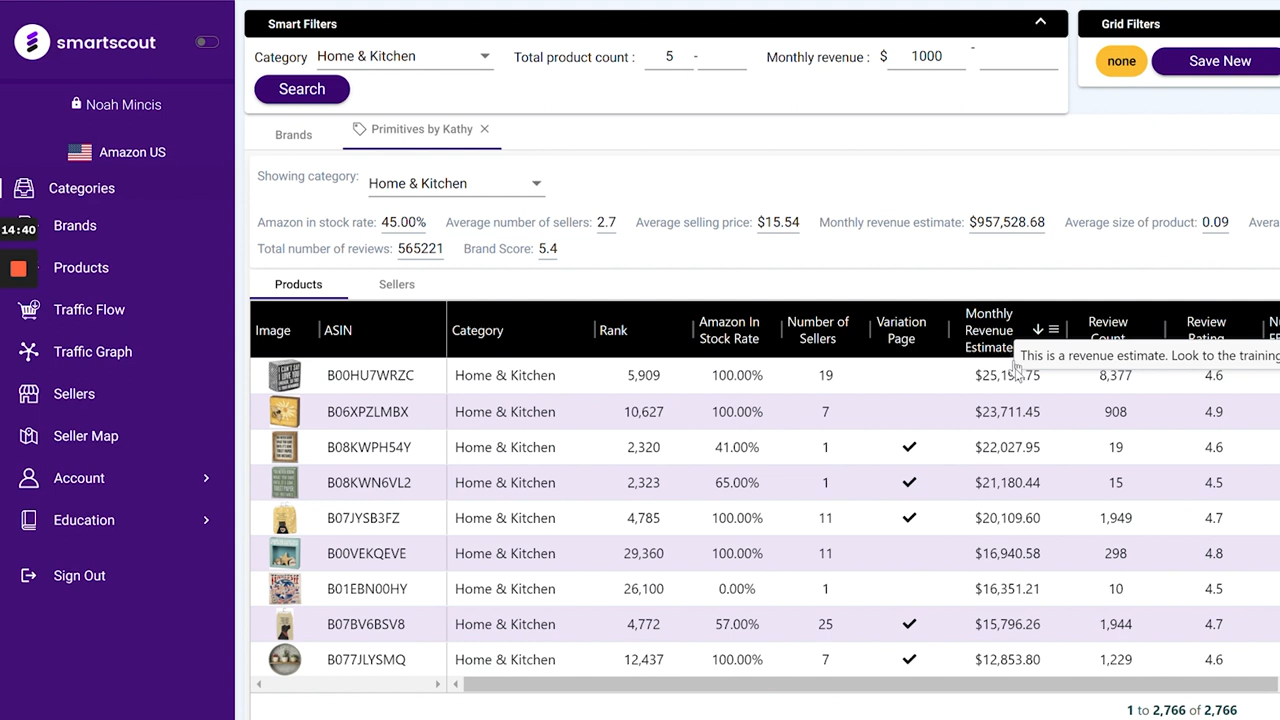 smartscout
Noah Mincis
Amazon US
Categories
14:40
Brands
Products
Traffic Flow
Traffic Graph
Sellers
Seller Map
Account
Education
Sign Out
Smart Filters
Category Home & Kitchen Total product count : 5 - Monthly revenue : $ 1000 -
Search
Grid Filters
none Save New
Brands Primitives by Kathy
Showing category: Home & Kitchen
Amazon in stock rate: 45.00% Average number of sellers: 2.7 Average selling price: $15.54 Monthly revenue estimate: $957,528.68 Average size of product: 0.09
Total number of reviews: 565221 Brand Score: 5.4
Products Sellers
Image ASIN Category Rank Amazon In Stock Rate Number of Sellers Variation Page Monthly Revenue Estimate Review Count Review Rating
This is a revenue estimate. Look to the training
B00HU7WRZC Home & Kitchen 5,909 100.00% 19 8,377 4.6
B06XPZLMBX Home & Kitchen 10,627 100.00% 7 $23,711.45 908 4.9
B08KWPH54Y Home & Kitchen 2,320 41.00% 1 $22,027.95 19 4.6
B08KWN6VL2 Home & Kitchen 2,323 65.00% 1 $21,180.44 15 4.5
B07JYSB3FZ Home & Kitchen 4,785 100.00% 11 $20,109.60 1,949 4.7
B00VEKQEVE Home & Kitchen 29,360 100.00% 11 $16,940.58 298 4.8
B01EBN00HY Home & Kitchen 26,100 0.00% 1 $16,351.21 10 4.5
B07BV6BSV8 Home & Kitchen 4,772 57.00% 25 $15,796.26 1,944 4.7
B077JLYSMQ Home & Kitchen 12,437 100.00% 7 $12,853.80 1,229 4.6
1 to 2,766 of 2,766